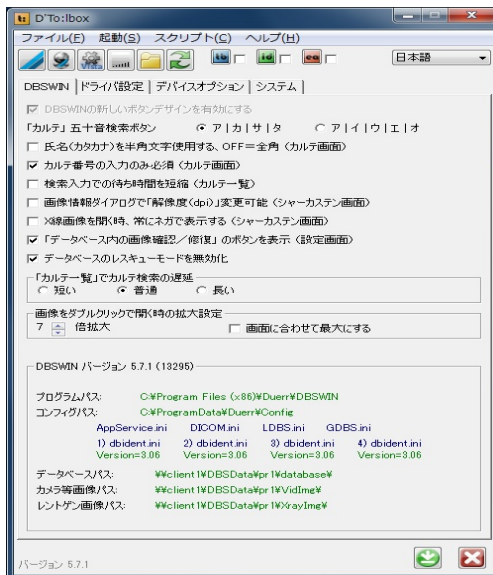 D'To:lbox
ファイル(F) 起動(S) スクリプト(C) ヘルプ(H)
日本語
DBSWIN ドライバ設定 デバイスオプション システム
DBSWINの新しいボタンデザインを有効にする
「カルテ」五十音検索ボタン ア|カ|サ|タ ア|イ|ウ|エ|オ
氏名(カタカナ)を半角文字使用する、OFF=全角(カルテ画面)
カルテ番号の入力のみ必須(カルテ画面)
検索入力での待ち時間を短縮(カルテ一覧)
画像情報ダイアログで「解像度(dpi)」変更可能(シャーカステン画面)
X線画像を開く時、常にネガで表示する(シャーカステン画面)
「データベース内の画像確認/修復」のボタンを表示(設定画面)
データベースのレスキューモードを無効化
「カルテ一覧」でカルテ検索の遅延
短い 普通 長い
画像をダブルクリックで開く時の拡大設定
7 倍拡大 画面に合わせて最大にする
DBSWIN バージョン 5.7.1 (13295)
プログラムパス: C:¥Program Files (x86)¥Duerr¥DBSWIN
コンフィグパス: C:¥ProgramData¥Duerr¥Config
AppService.ini DICOM.ini LDBS.ini GDBS.ini
1) dbident.ini 2) dbident.ini 3) dbident.ini 4) dbident.ini
Version=3.06 Version=3.06 Version=3.06 Version=3.06
データベースパス: ¥¥client1¥DBSData¥pr1¥database¥
カメラ等画像パス: ¥¥client1¥DBSData¥pr1¥VidImg¥
レントゲン画像パス: ¥¥client1¥DBSData¥pr1¥XrayImg¥
バージョン 5.7.1